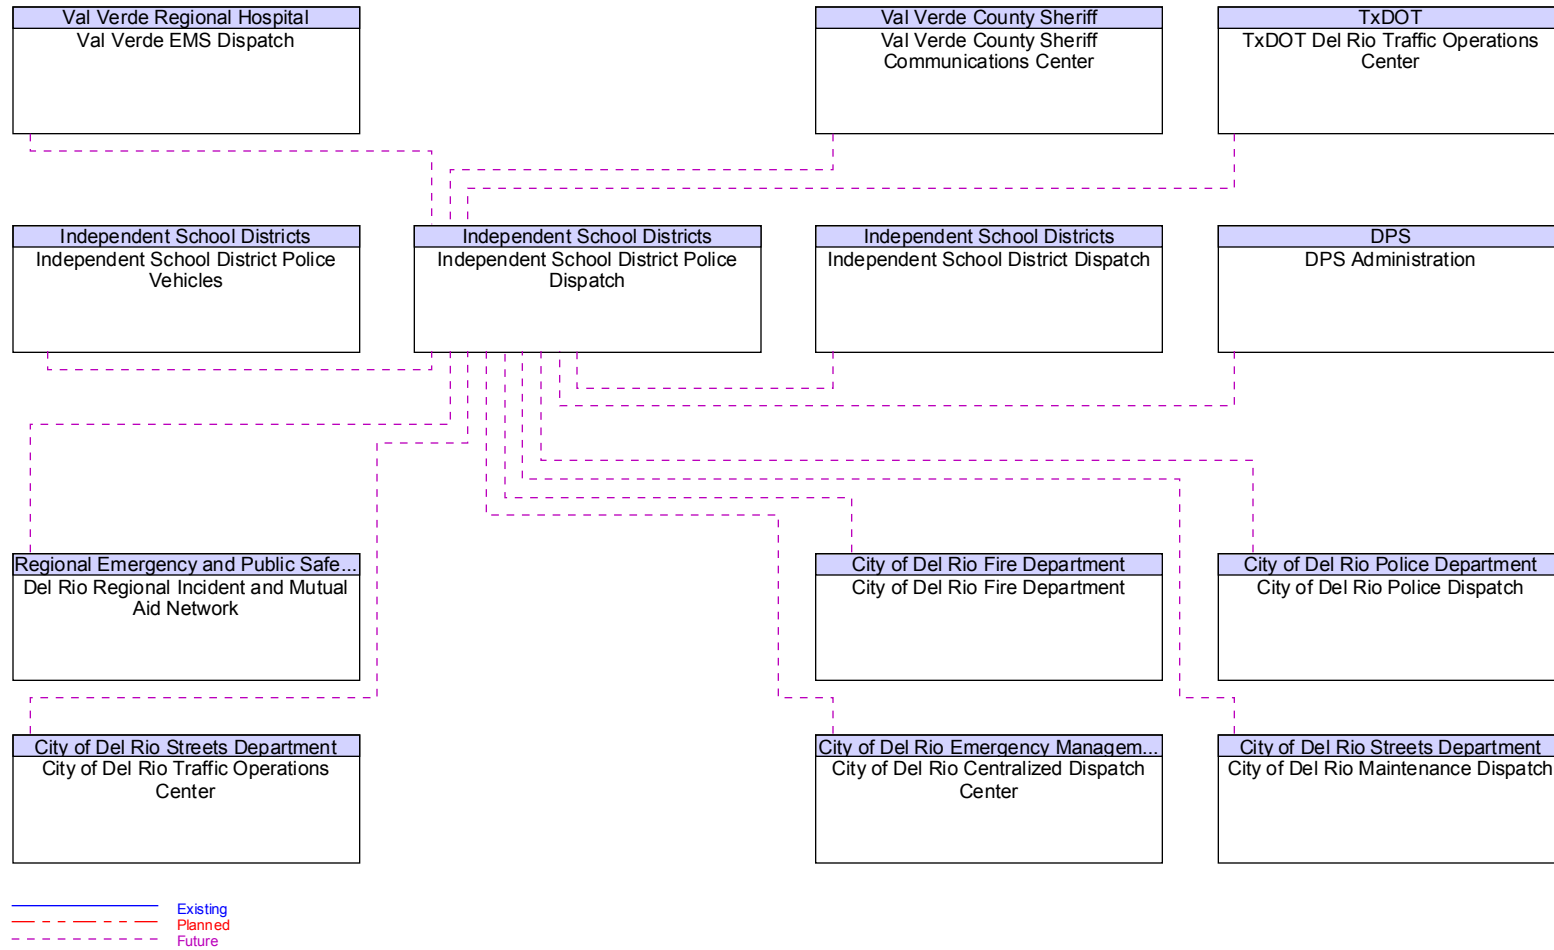 Val Verde Regional Hospital
Val Verde EMS Dispatch
Val Verde County Sheriff
Val Verde County Sheriff
Communications Center
TxDOT
TxDOT Del Rio Traffic Operations
Center
Independent School Districts
Independent School District Police
Vehicles
Independent School Districts
Independent School District Police
Dispatch
Independent School Districts
Independent School District Dispatch
DPS
DPS Administration
Regional Emergency and Public Safe...
Del Rio Regional Incident and Mutual
Aid Network
City of Del Rio Fire Department
City of Del Rio Fire Department
City of Del Rio Police Department
City of Del Rio Police Dispatch
City of Del Rio Streets Department
City of Del Rio Traffic Operations
Center
City of Del Rio Emergency Managem...
City of Del Rio Centralized Dispatch
Center
City of Del Rio Streets Department
City of Del Rio Maintenance Dispatch
Existing
Planned
Future